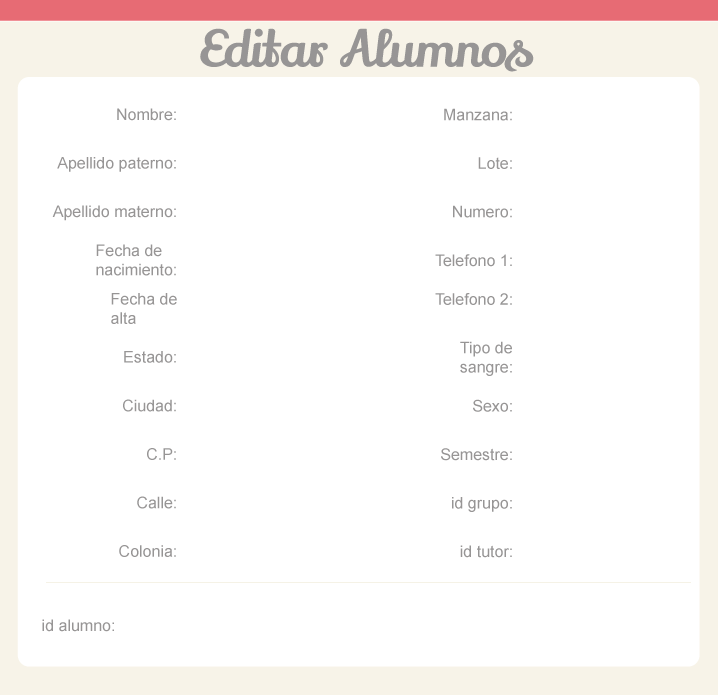 Editar Alumnos
Nombre:
Apellido paterno:
Apellido materno:
Fecha de
nacimiento:
Fecha de
alta
Estado:
Ciudad:
C.P:
Calle:
Colonia:
Manzana:
Lote:
Numero:
Telefono 1:
Telefono 2:
Tipo de
sangre:
Sexo:
Semestre:
id grupo:
id tutor:
id alumno: